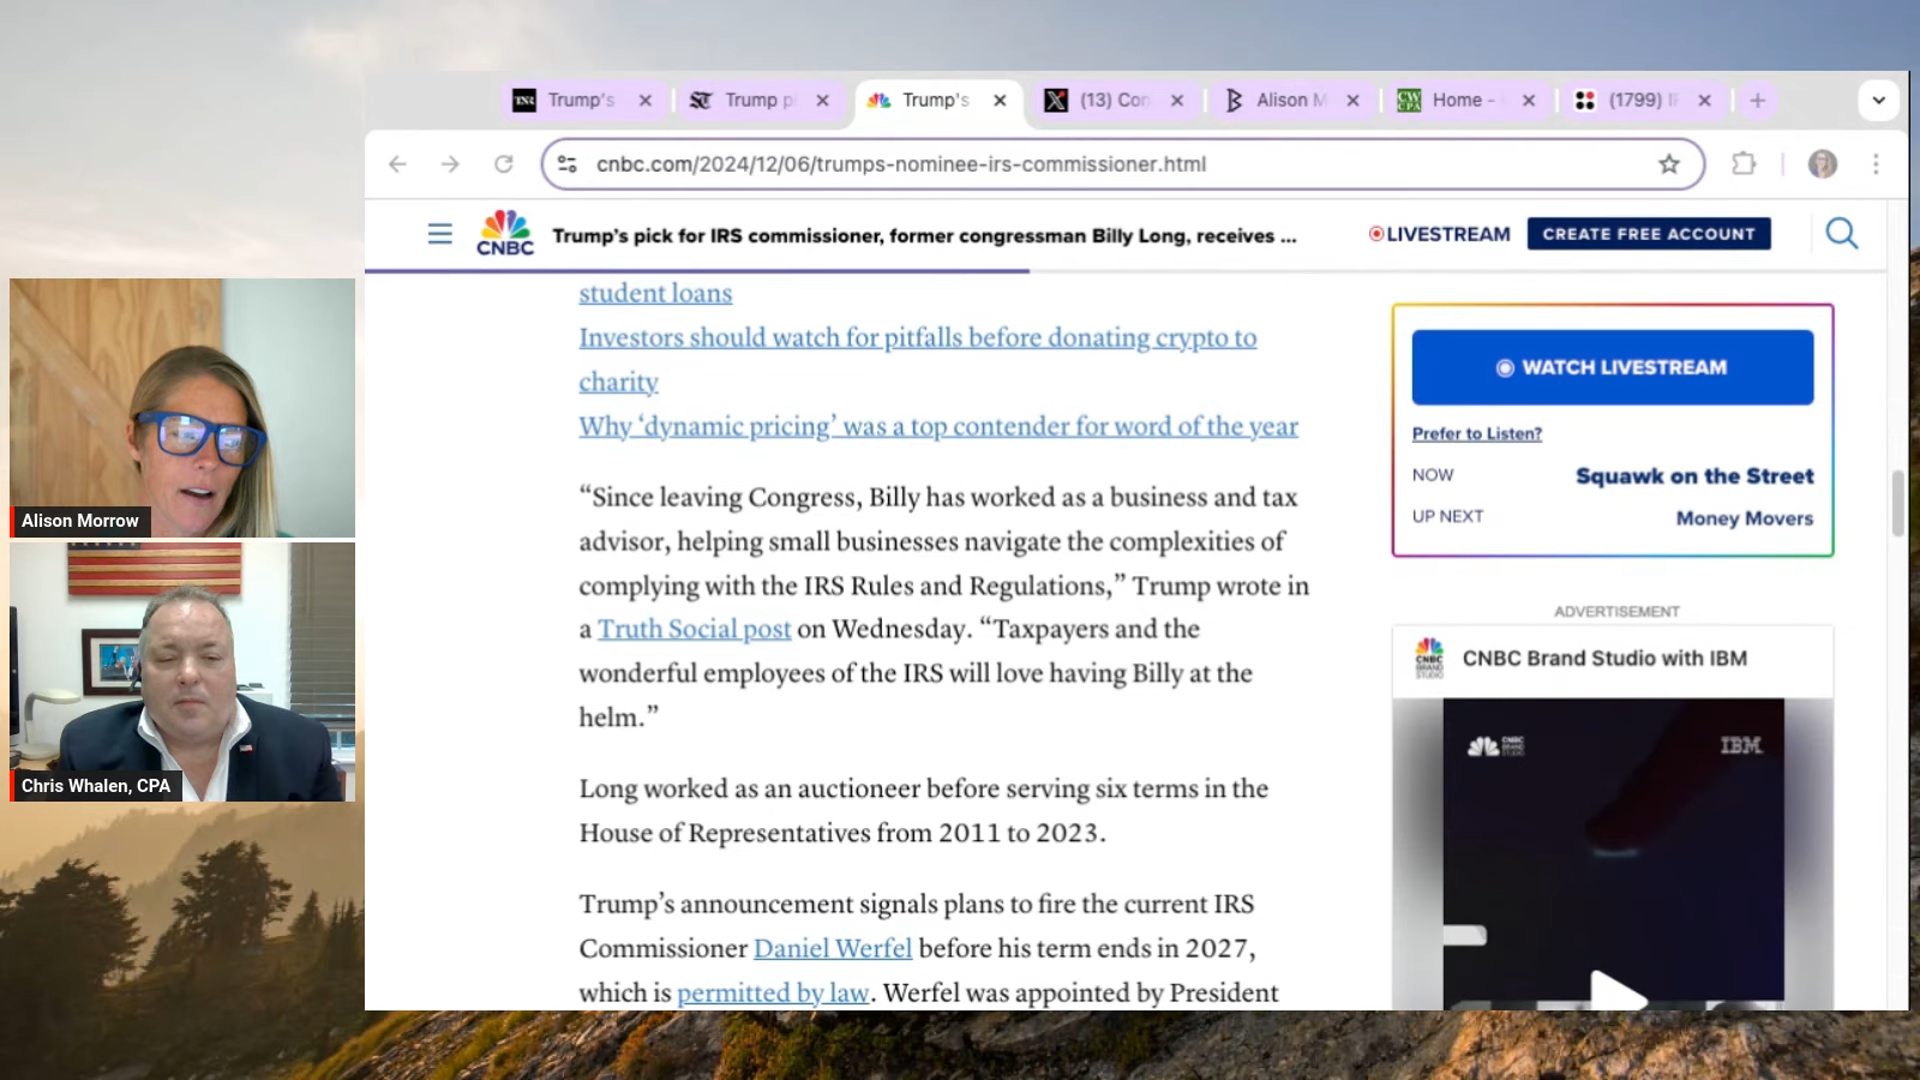 Trump's
Trump p
Trump's
(13) Con
Alison M
Home -
(1799) I
cnbc.com/2024/12/06/trumps-nominee-irs-commissioner.html
CNBC
Trump's pick for IRS commissioner, former congressman Billy Long, receives ...
LIVESTREAM
CREATE FREE ACCOUNT
student loans
Investors should watch for pitfalls before donating crypto to
charity
Why ‘dynamic pricing’ was a top contender for word of the year
“Since leaving Congress, Billy has worked as a business and tax
advisor, helping small businesses navigate the complexities of
complying with the IRS Rules and Regulations,” Trump wrote in
a Truth Social post on Wednesday. “Taxpayers and the
wonderful employees of the IRS will love having Billy at the
helm.”
Long worked as an auctioneer before serving six terms in the
House of Representatives from 2011 to 2023.
Trump’s announcement signals plans to fire the current IRS
Commissioner Daniel Werfel before his term ends in 2027,
which is permitted by law. Werfel was appointed by President
WATCH LIVESTREAM
Prefer to Listen?
NOW
Squawk on the Street
UP NEXT
Money Movers
ADVERTISEMENT
CNBC
BRAND
STUDIO
CNBC Brand Studio with IBM
CNBC
BRAND
STUDIO
IBM
Alison Morrow
Chris Whalen, CPA